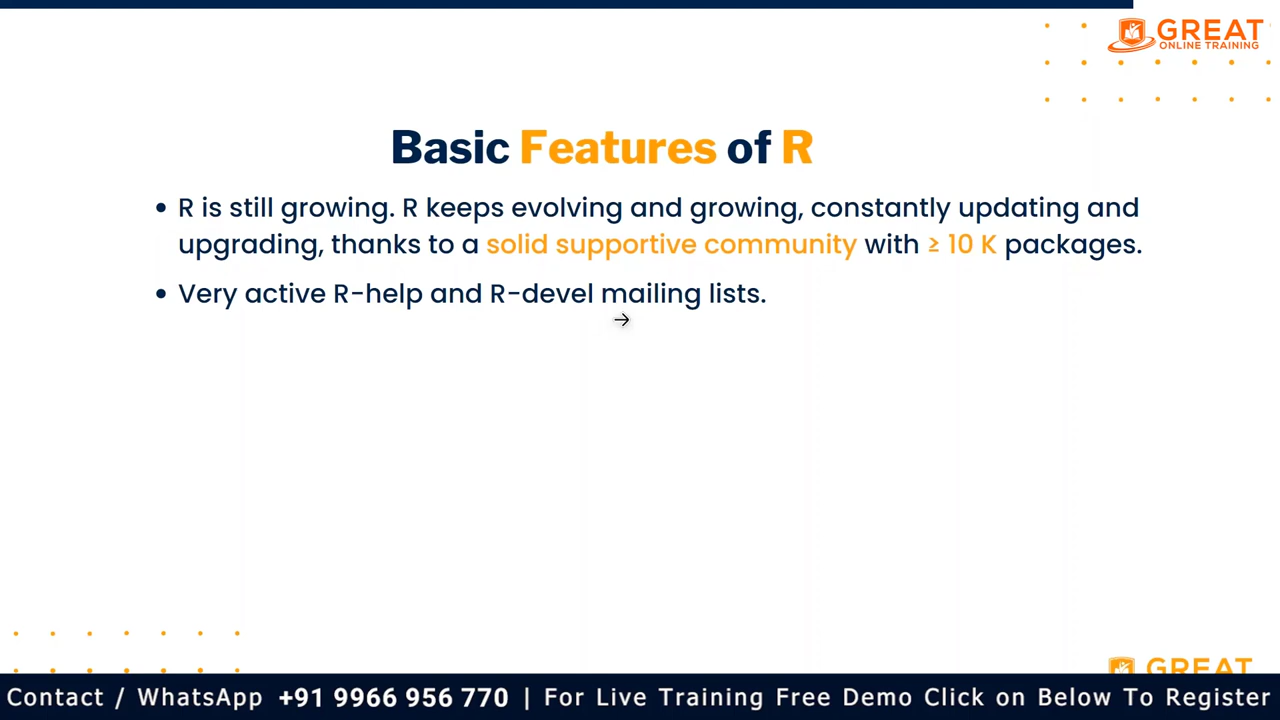 GREAT
ONLINE TRAINING
Basic Features of R
• R is still growing. R keeps evolving and growing, constantly updating and
upgrading, thanks to a solid supportive community with ≥ 10 K packages.
• Very active R-help and R-devel mailing lists.
GREAT
Contact / WhatsApp +91 9966 956 770 | For Live Training Free Demo Click on Below To Register